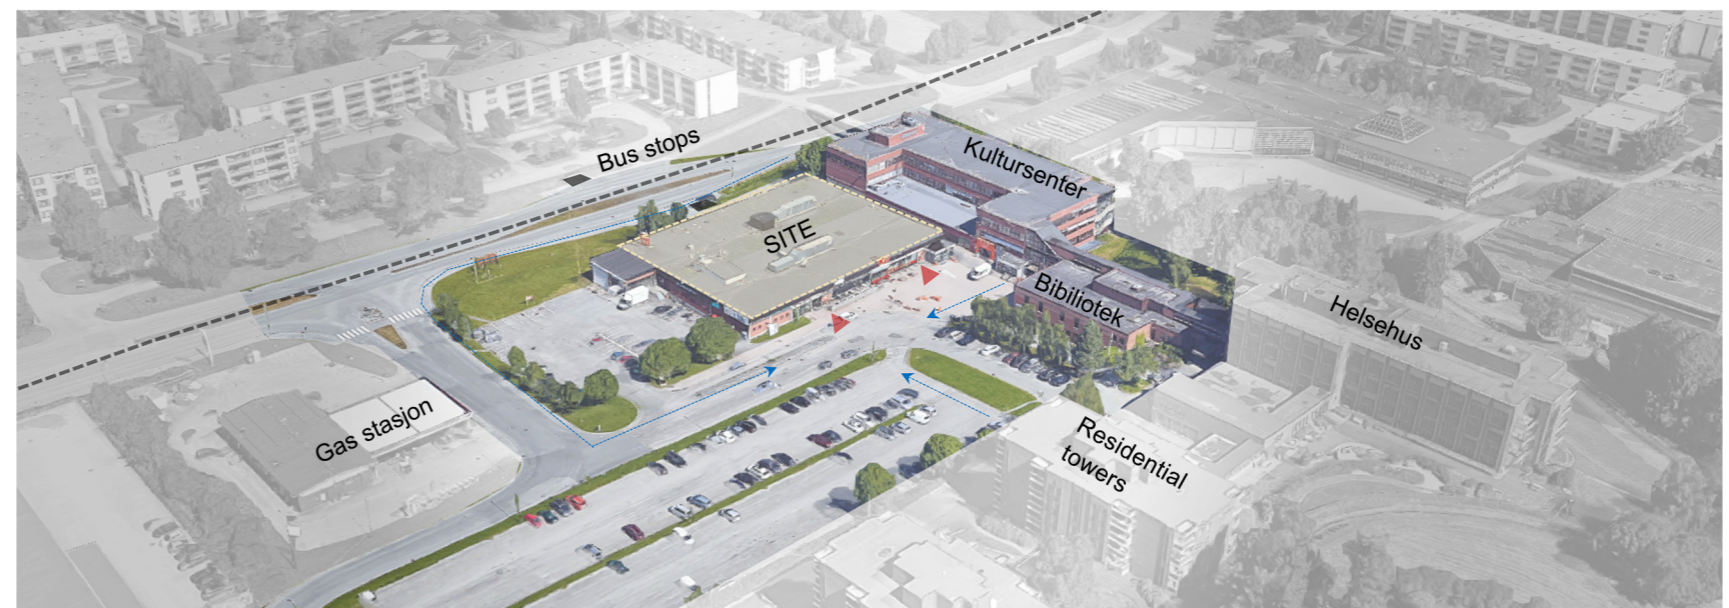 Bus stops
Kultursenter
SITE
Bibiliotek
Helsehus
Gas stasjon
Residential
towers